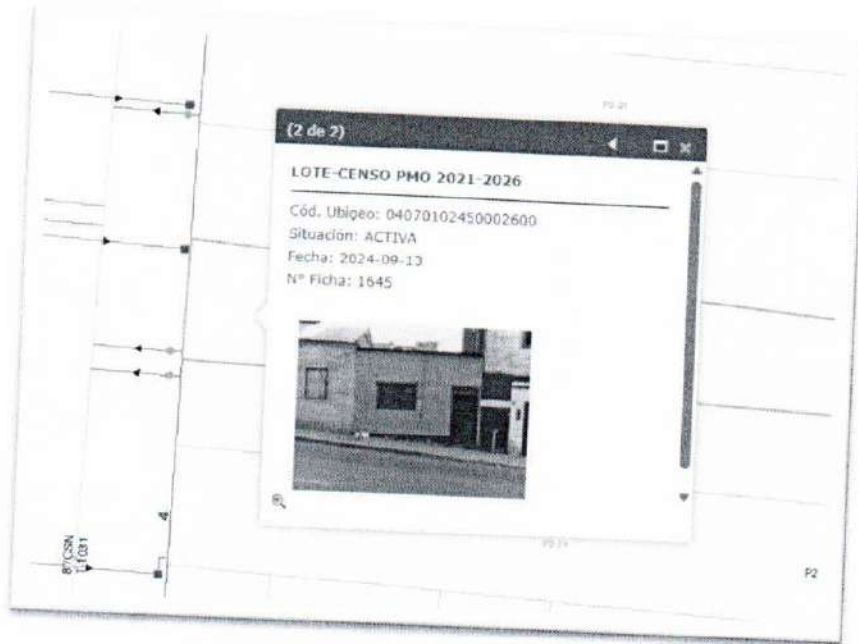 (2 de 2)
LOTE-CENSO PMO 2021-2026
Cód. Ubigeo: 04070102450002600
Situación: ACTIVA
Fecha: 2024-09-13
N° Ficha: 1645
4
P2